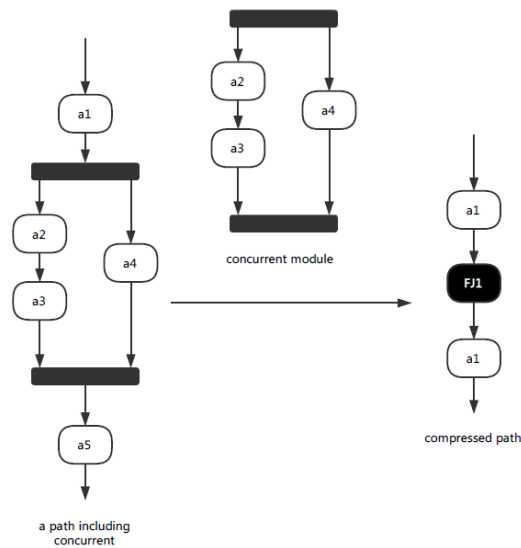 a1
a2
a4
a3
a5
a path including
concurrent
a2
a4
a3
concurrent module
a1
FJ1
a1
compressed path